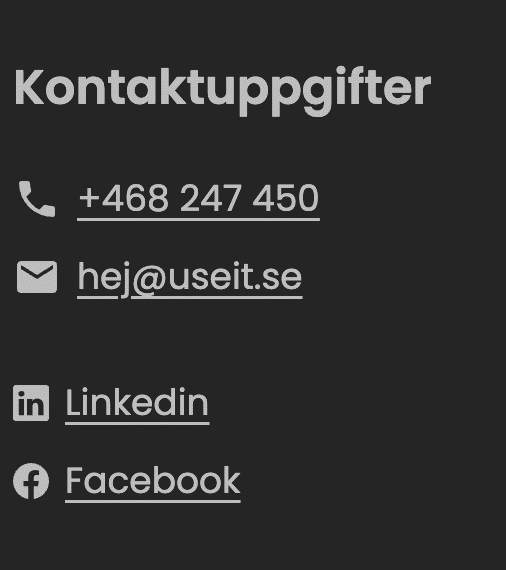 Kontaktuppgifter
+468 247 450
hej@useit.se
Linkedin
Facebook